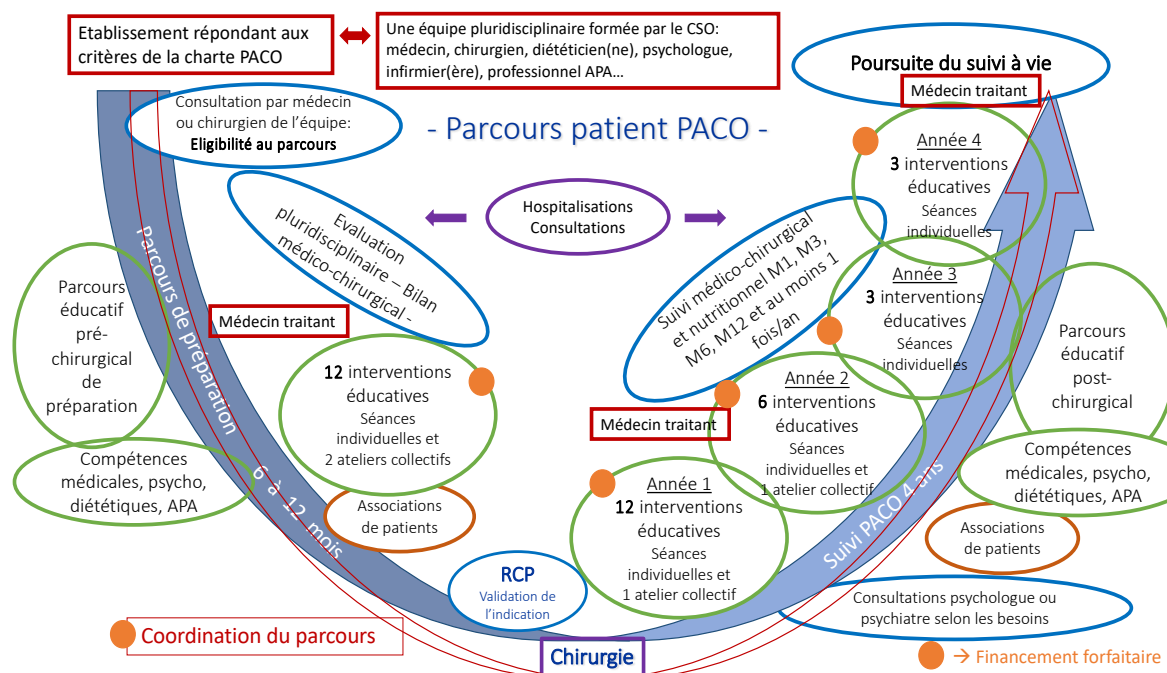 Etablissement répondant aux
critères de la charte PACO
Une équipe pluridisciplinaire formée par le CSO:
médecin, chirurgien, diététicien(ne), psychologue,
infirmier(ère), professionnel APA…
Poursuite du suivi à vie
Médecin traitant
Consultation par médecin
ou chirurgien de l'équipe:
Eligibilité au parcours
- Parcours patient PACO -
Hospitalisations
Consultations
Evaluation
pluridisciplinaire – Bilan
médico-chirurgical -
Parcours de préparation
6 à 12 mois
Parcours
éducatif
pré-
chirurgical
de
préparation
Compétences
médicales, psycho,
diététiques, APA
Médecin traitant
12 interventions
éducatives
Séances
individuelles et
2 ateliers collectifs
Associations
de patients
RCP
Validation de
l'indication
Chirurgie
Année 1
12 interventions
éducatives
Séances
individuelles et
1 atelier collectif
Médecin traitant
Suivi médico-chirurgical
et nutritionnel M1, M3,
M6, M12 et au moins 1
fois/an
Année 2
6 interventions
éducatives
Séances
individuelles et
1 atelier collectif
Année 3
3 interventions
éducatives
Séances
individuelles
Année 4
3 interventions
éducatives
Séances
individuelles
Suivi PACO 4 ans
Parcours
éducatif
post-
chirurgical
Compétences
médicales, psycho,
diététiques, APA
Associations
de patients
Consultations psychologue ou
psychiatre selon les besoins
Coordination du parcours
→ Financement forfaitaire